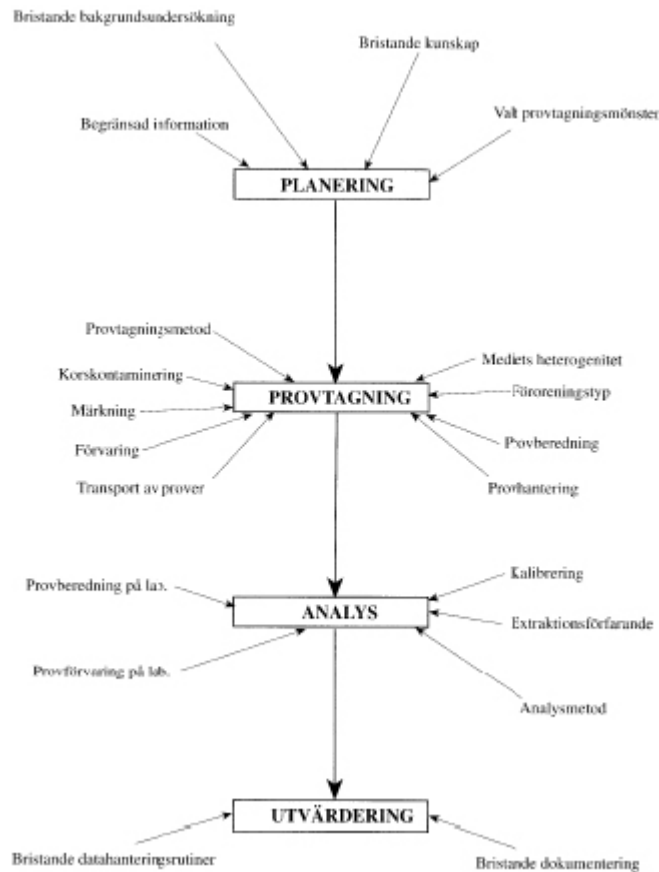 Bristande bakgrundsundersökning
Bristande kunskap
Begränsad information
Valt provtagningsmönster
PLANERING
Provtagningsmetod
Mediets heterogenitet
Korskontaminering
Föroreningstyp
PROVTAGNING
Märkning
Provberedning
Förvaring
Transport av prover
Provhantering
Kalibrering
Provberedning på lab.
ANALYS
Extraktionsförfarande
Provförvaring på lab.
Analysmetod
UTVÄRDERING
Bristande datahanteringsrutiner
Bristande dokumentering